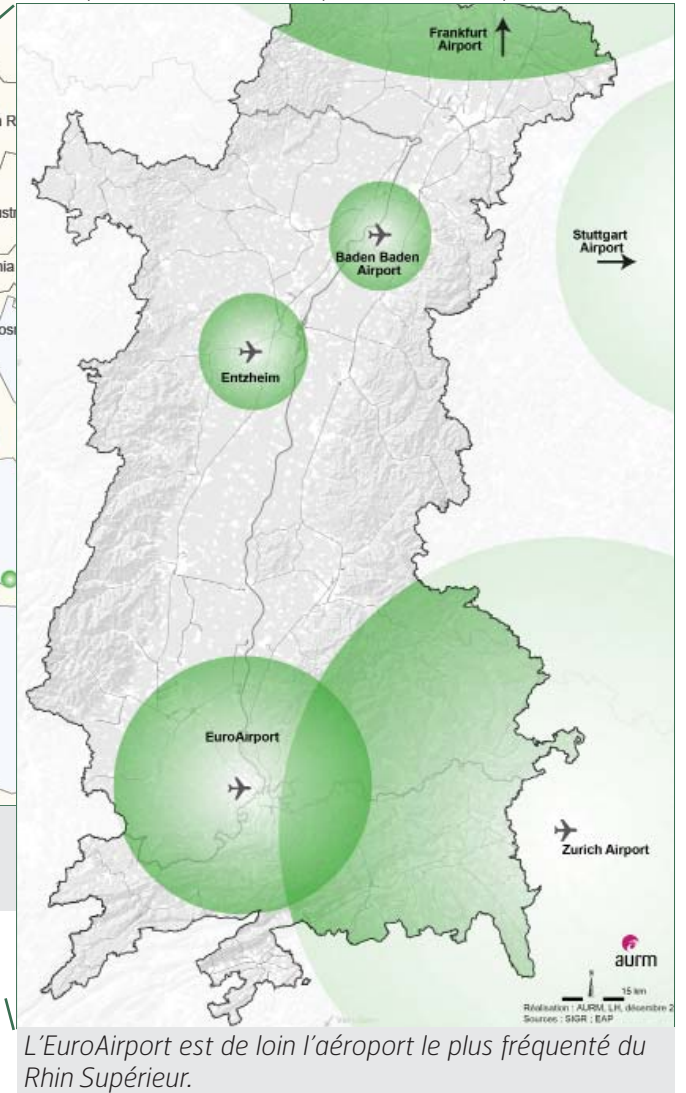 Frankfurt
Airport
Stuttgart
Airport
Baden Baden
Airport
Entzheim
EuroAirport
Zurich Airport
aurm
15 km
Réalisation : AURM, LH, décembre 2
Sources : SIGR ; EAP
L'EuroAirport est de loin l'aéroport le plus fréquenté du
Rhin Supérieur.